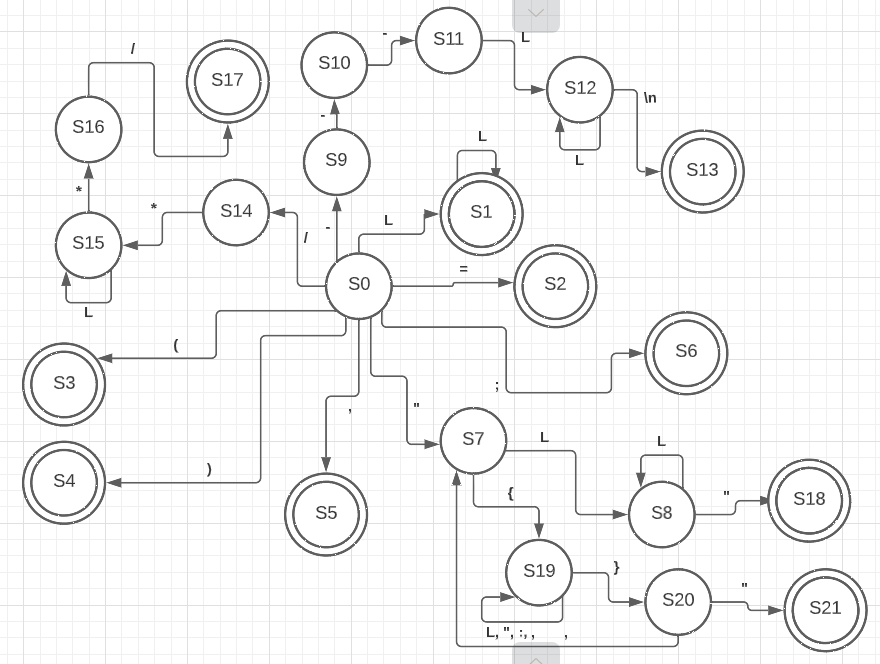 /
S17
S10
-
S11
L
S12
\n
L
S13
S16
*
S15
L
*
S14
/
-
S9
-
L
L
S1
S0
=
S2
(
S3
)
S4
,
S5
"
;
S6
S7
L
L
S8
"
S18
{
S19
L, ", :, ,
,
}
S20
"
S21